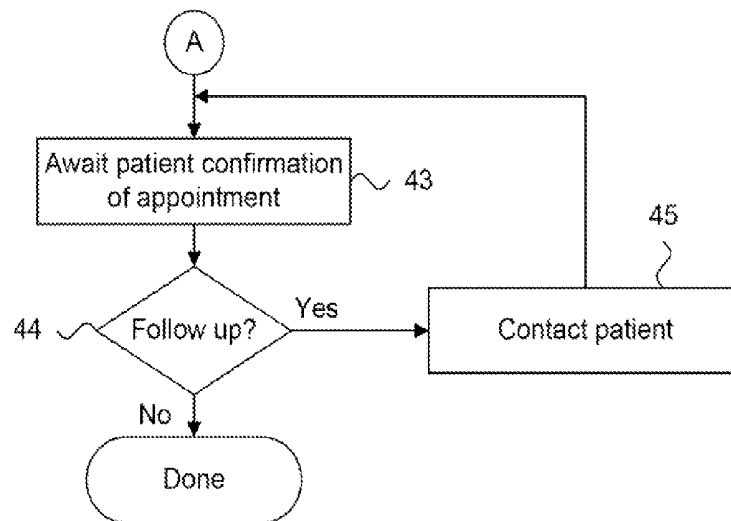 A
Await patient confirmation
of appointment
43
45
44
Follow up?
Yes
Contact patient
No
Done